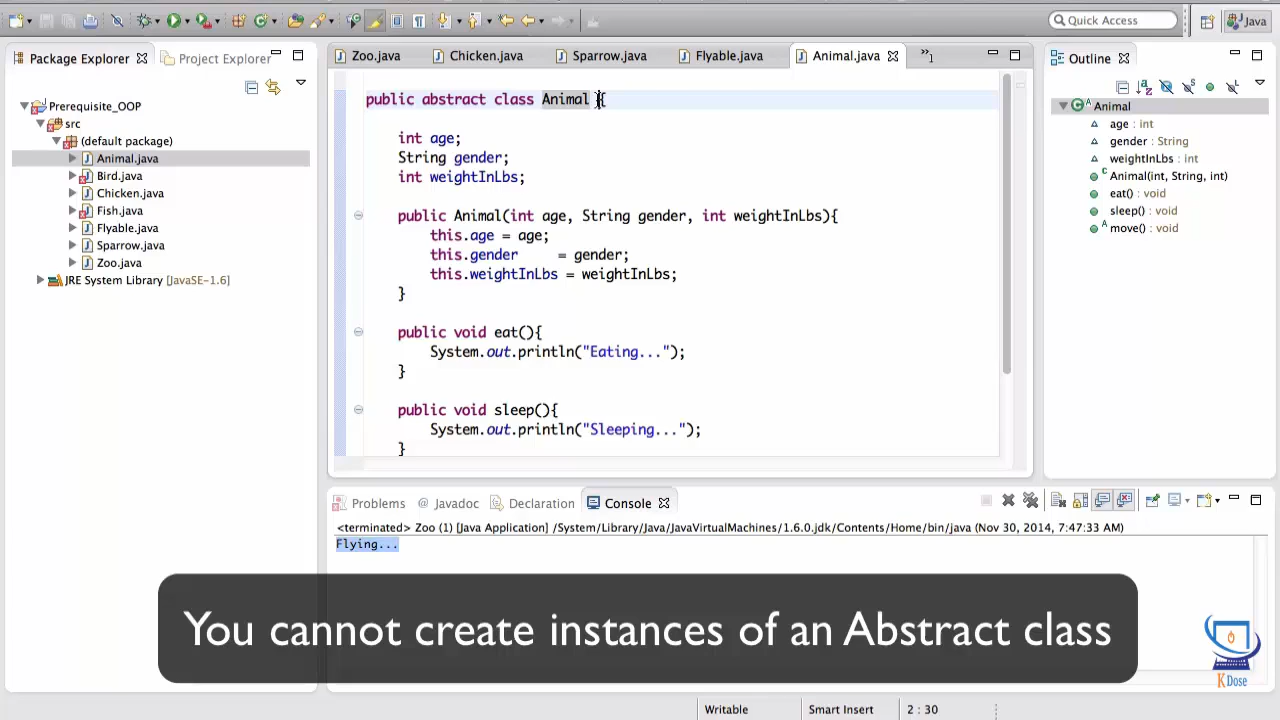 Quick Access
Java
Package Explorer
Project Explorer
Zoo.java
Chicken.java
Sparrow.java
Flyable.java
Animal.java
»1
Outline
Prerequisite_OOP
src
(default package)
Animal.java
Bird.java
Chicken.java
Fish.java
Flyable.java
Sparrow.java
Zoo.java
JRE System Library [JavaSE-1.6]
public abstract class Animal {
int age;
String gender;
int weightInLbs;
public Animal(int age, String gender, int weightInLbs){
this.age = age;
this.gender = gender;
this.weightInLbs = weightInLbs;
}
public void eat(){
System.out.println("Eating...");
}
public void sleep(){
System.out.println("Sleeping...");
}
Animal
age : int
gender : String
weightInLbs : int
Animal(int, String, int)
eat() : void
sleep() : void
move() : void
Problems
@ Javadoc
Declaration
Console
<terminated> Zoo (1) [Java Application] /System/Library/Java/JavaVirtualMachines/1.6.0.jdk/Contents/Home/bin/java (Nov 30, 2014, 7:47:33 AM)
Flying...
You cannot create instances of an Abstract class
K Dose
Writable
Smart Insert
2 : 30